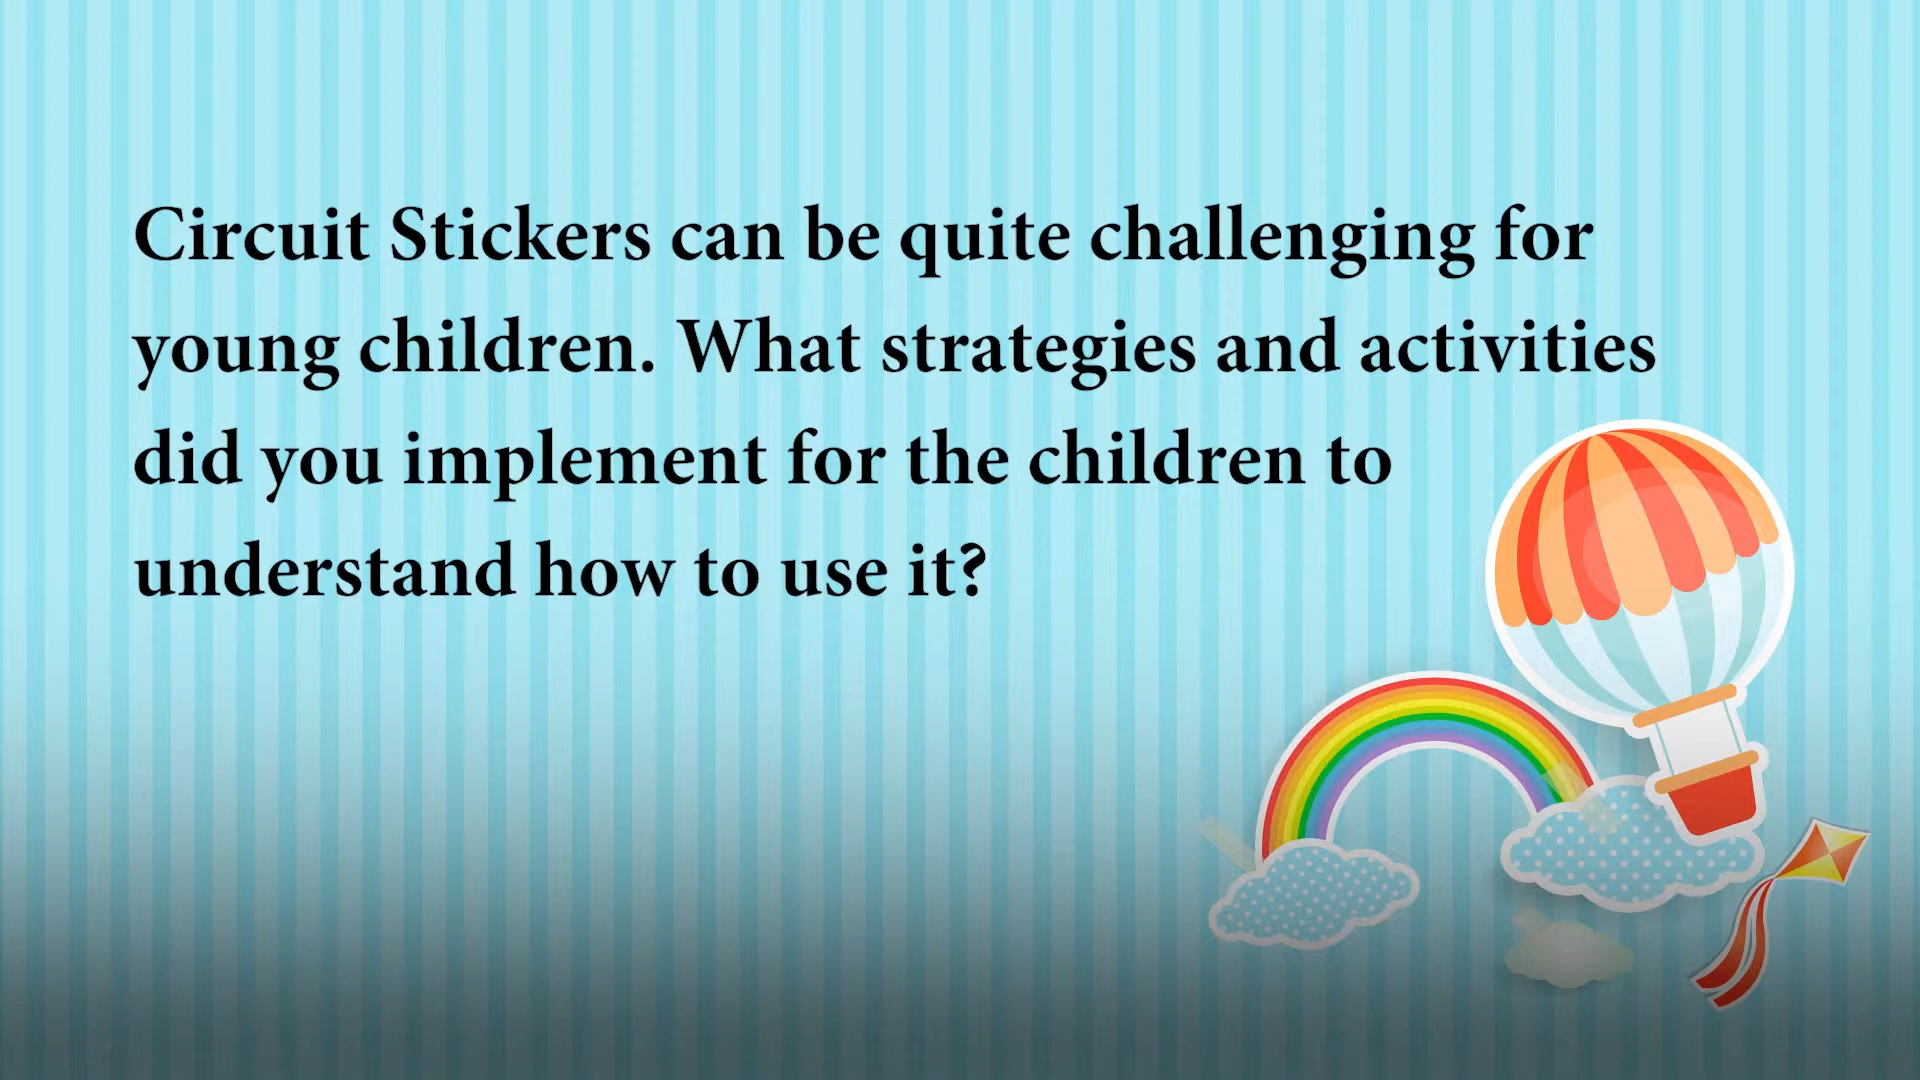 Circuit Stickers can be quite challenging for
young children. What strategies and activities
did you implement for the children to
understand how to use it?